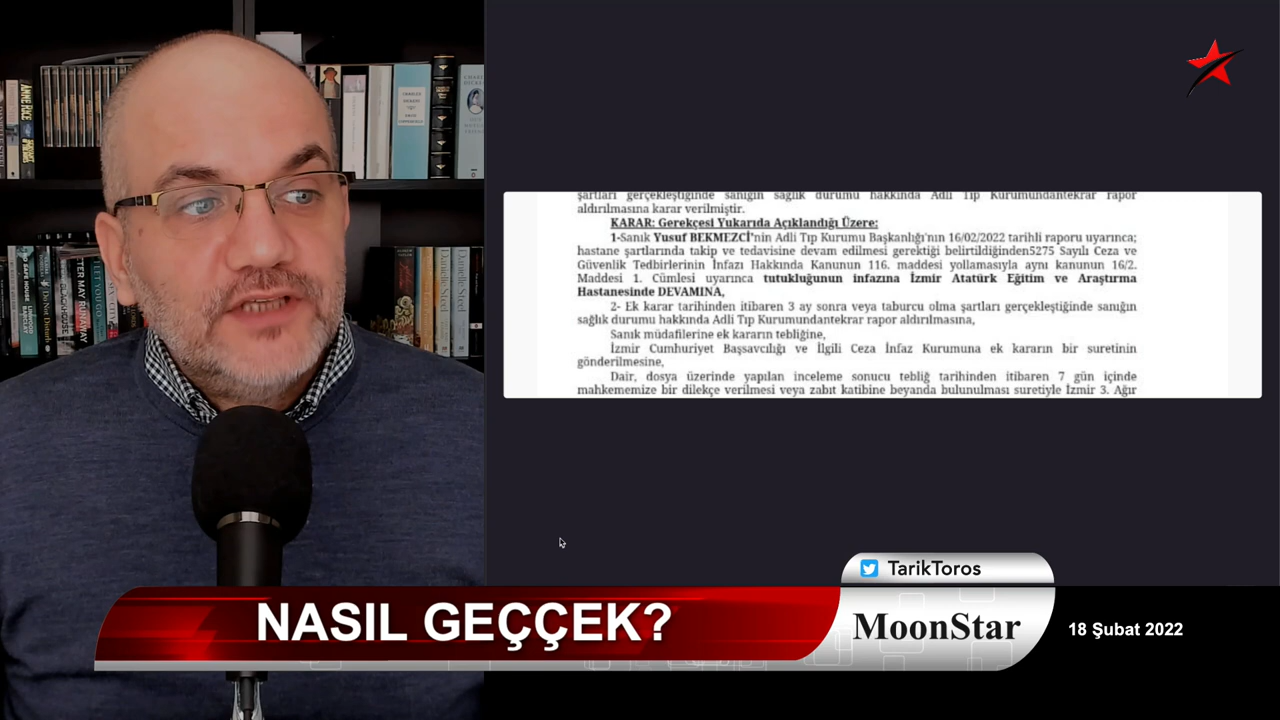 şartları gerçekleştiğinde sanığın sağlık durumu hakkında Adli Tıp Kurumundantekrar rapor
aldırılmasına karar verilmiştir.
KARAR: Gerekçesi Yukarıda Açıklandığı Üzere:
1-Sanık Yusuf BEKMEZCİ'nin Adli Tıp Kurumu Başkanlığı'nın 16/02/2022 tarihli raporu uyarınca;
hastane şartlarında takip ve tedavisine devam edilmesi gerektiği belirtildiğinden5275 Sayılı Ceza ve
Güvenlik Tedbirlerinin İnfazı Hakkında Kanunun 116. maddesi yollamasıyla aynı kanunun 16/2.
Maddesi 1. Cümlesi uyarınca tutukluğunun infazına İzmir Atatürk Eğitim ve Araştırma
Hastanesinde DEVAMINA,
2- Ek karar tarihinden itibaren 3 ay sonra veya taburcu olma şartları gerçekleştiğinde sanığın
sağlık durumu hakkında Adli Tıp Kurumundantekrar rapor aldırılmasına,
Sanık müdafilerine ek kararın tebliğine,
İzmir Cumhuriyet Başsavcılığı ve İlgili Ceza İnfaz Kurumuna ek kararın bir suretinin
gönderilmesine,
Dair, dosya üzerinde yapılan inceleme sonucu tebliğ tarihinden itibaren 7 gün içinde
mahkememize bir dilekçe verilmesi veya zabıt katibine beyanda bulunulması suretiyle İzmir 3. Ağır
TarikToros
NASIL GEÇÇEK?
MoonStar
18 Şubat 2022
ANNE RICE
Danielle Steel